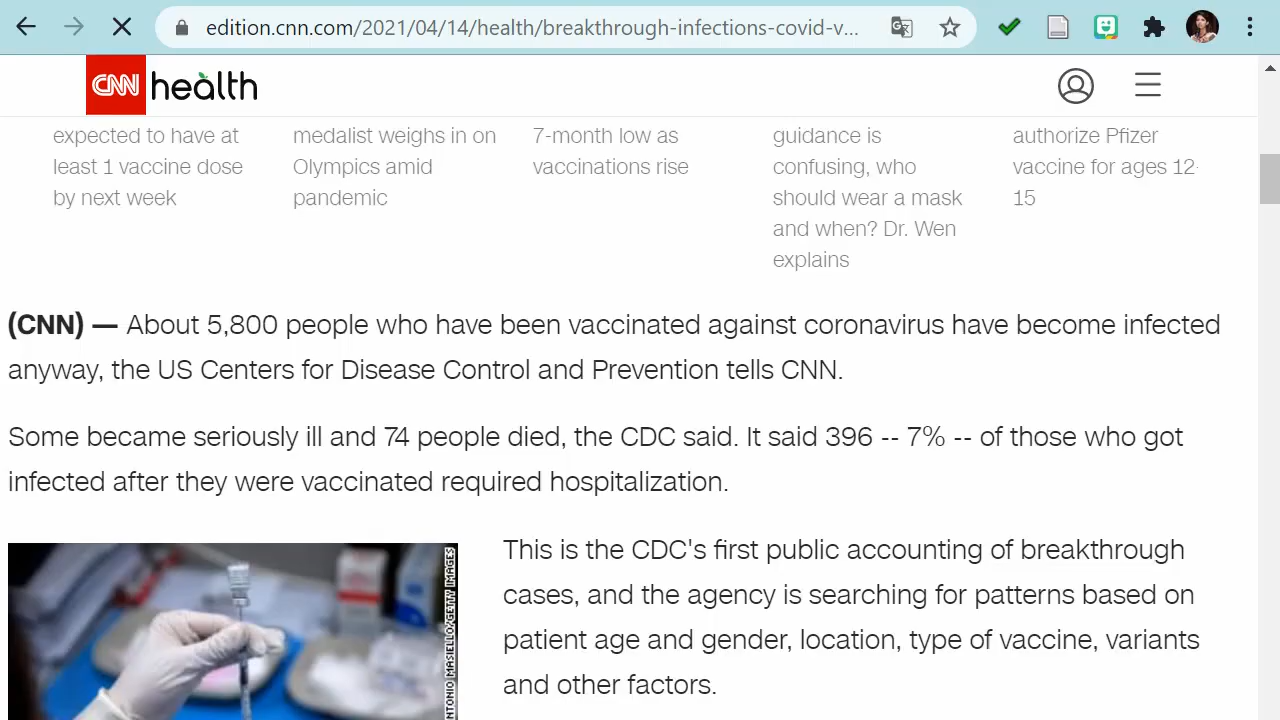 edition.cnn.com/2021/04/14/health/breakthrough-infections-covid-v...
CNN health
expected to have at
least 1 vaccine dose
by next week
medalist weighs in on
Olympics amid
pandemic
7-month low as
vaccinations rise
guidance is
confusing, who
should wear a mask
and when? Dr. Wen
explains
authorize Pfizer
vaccine for ages 12-
15
(CNN) — About 5,800 people who have been vaccinated against coronavirus have become infected
anyway, the US Centers for Disease Control and Prevention tells CNN.
Some became seriously ill and 74 people died, the CDC said. It said 396 -- 7% -- of those who got
infected after they were vaccinated required hospitalization.
This is the CDC's first public accounting of breakthrough
cases, and the agency is searching for patterns based on
patient age and gender, location, type of vaccine, variants
and other factors.
NTONIO MASIELLO/GETTY IMAGES